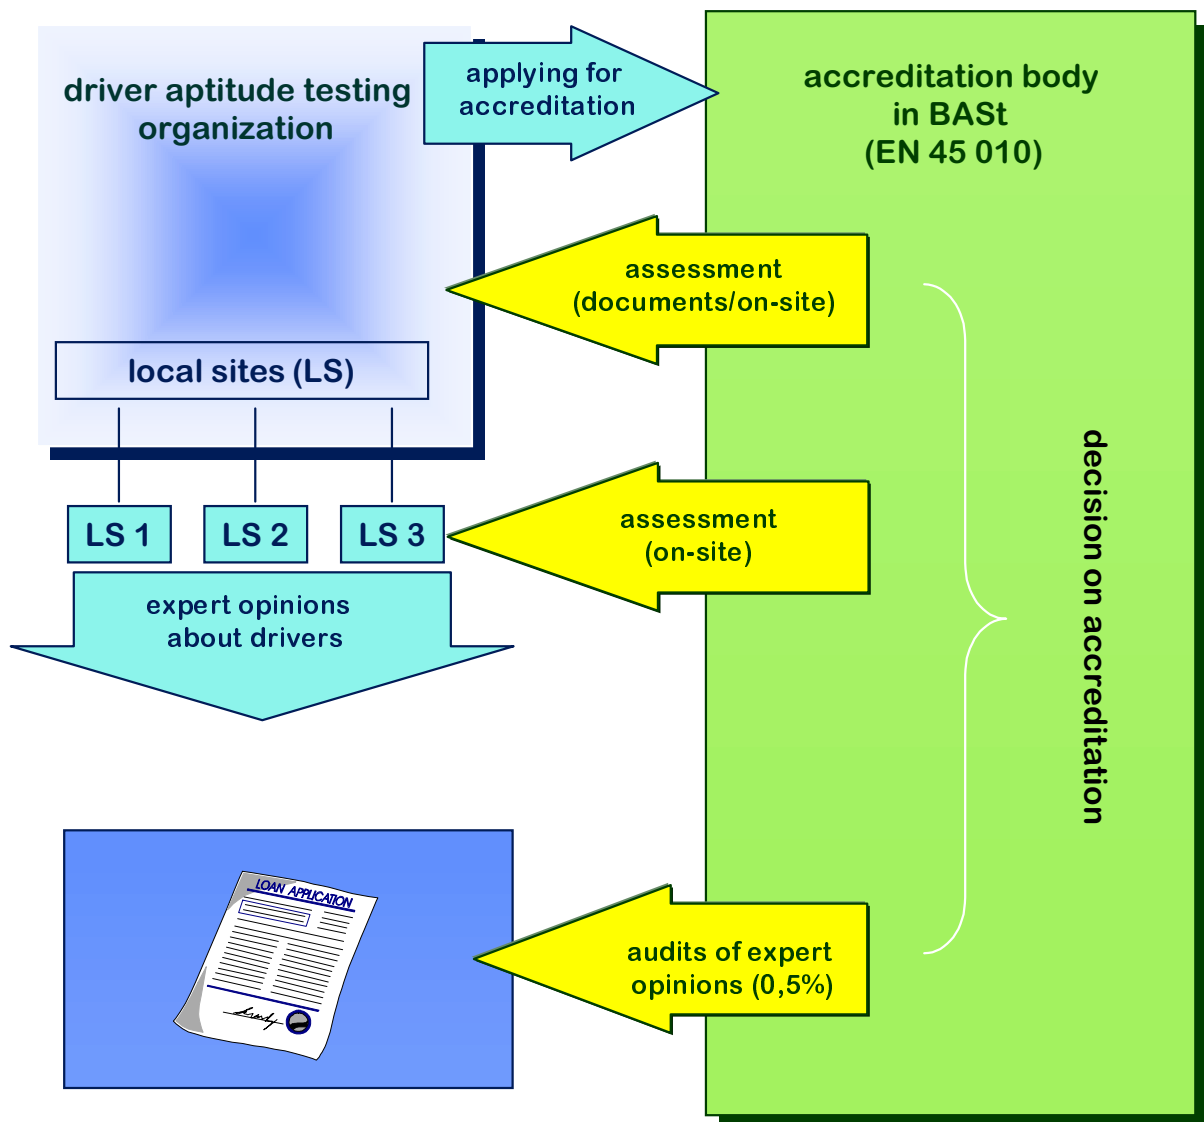 driver aptitude testing
organization
applying for
accreditation
accreditation body
in BASt
(EN 45 010)
assessment
(documents/on-site)
local sites (LS)
LS 1
LS 2
LS 3
assessment
(on-site)
decision on accreditation
expert opinions
about drivers
LOAN APPLICATION
audits of expert
opinions (0,5%)